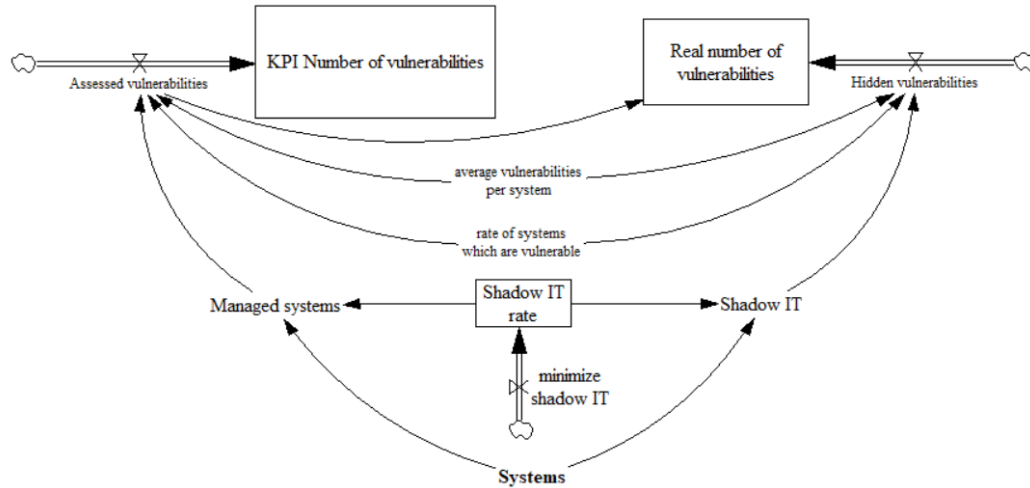 KPI Number of vulnerabilities
Real number of
vulnerabilities
Assessed vulnerabilities
Hidden vulnerabilities
average vulnerabilities
per system
rate of systems
which are vulnerable
Managed systems
Shadow IT
rate
Shadow IT
minimize
shadow IT
Systems